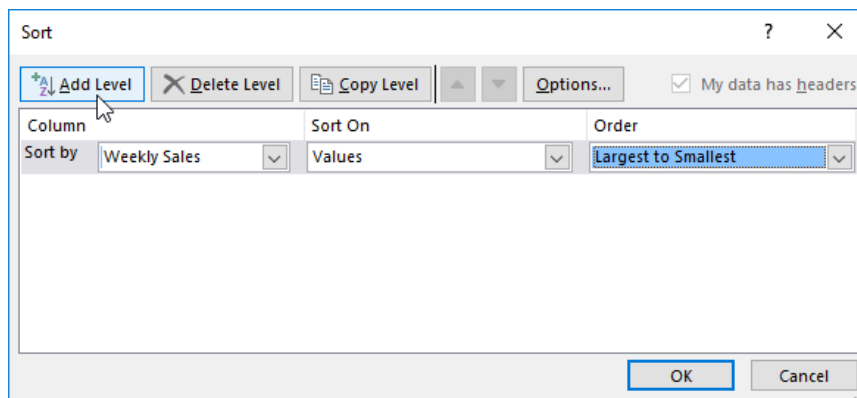 Sort ?
Add Level Delete Level Copy Level Options... My data has headers
Column Sort On Order
Sort by Weekly Sales Values Largest to Smallest
OK Cancel